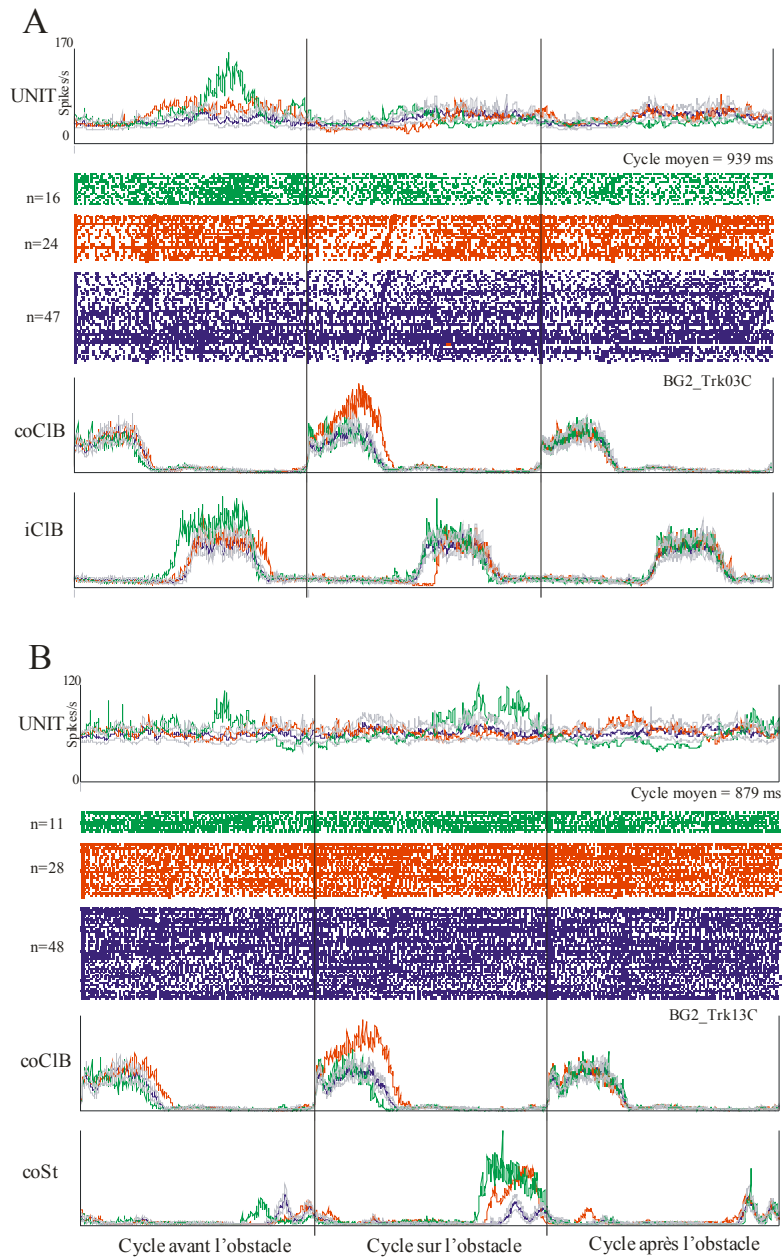 A
170
UNIT
Spikes/s
0
Cycle moyen = 939 ms
n=16
n=24
n=47
BG2_Trk03C
coClB
iClB
B
120
UNIT
Spikes/s
0
Cycle moyen = 879 ms
n=11
n=28
n=48
BG2_Trk13C
coClB
coSt
Cycle avant l’obstacle
Cycle sur l’obstacle
Cycle après l’obstacle